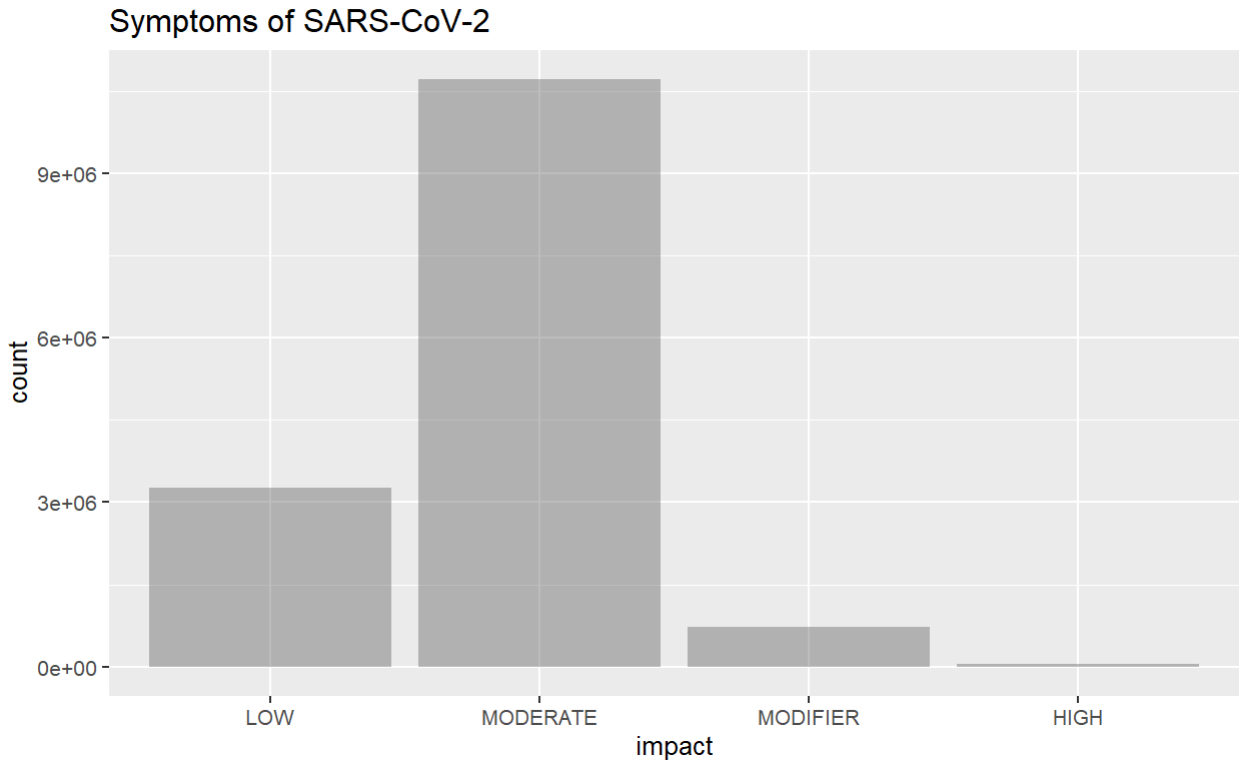 Symptoms of SARS-CoV-2
9e+06
6e+06
3e+06
0e+00
count
LOW MODERATE MODIFIER HIGH
impact